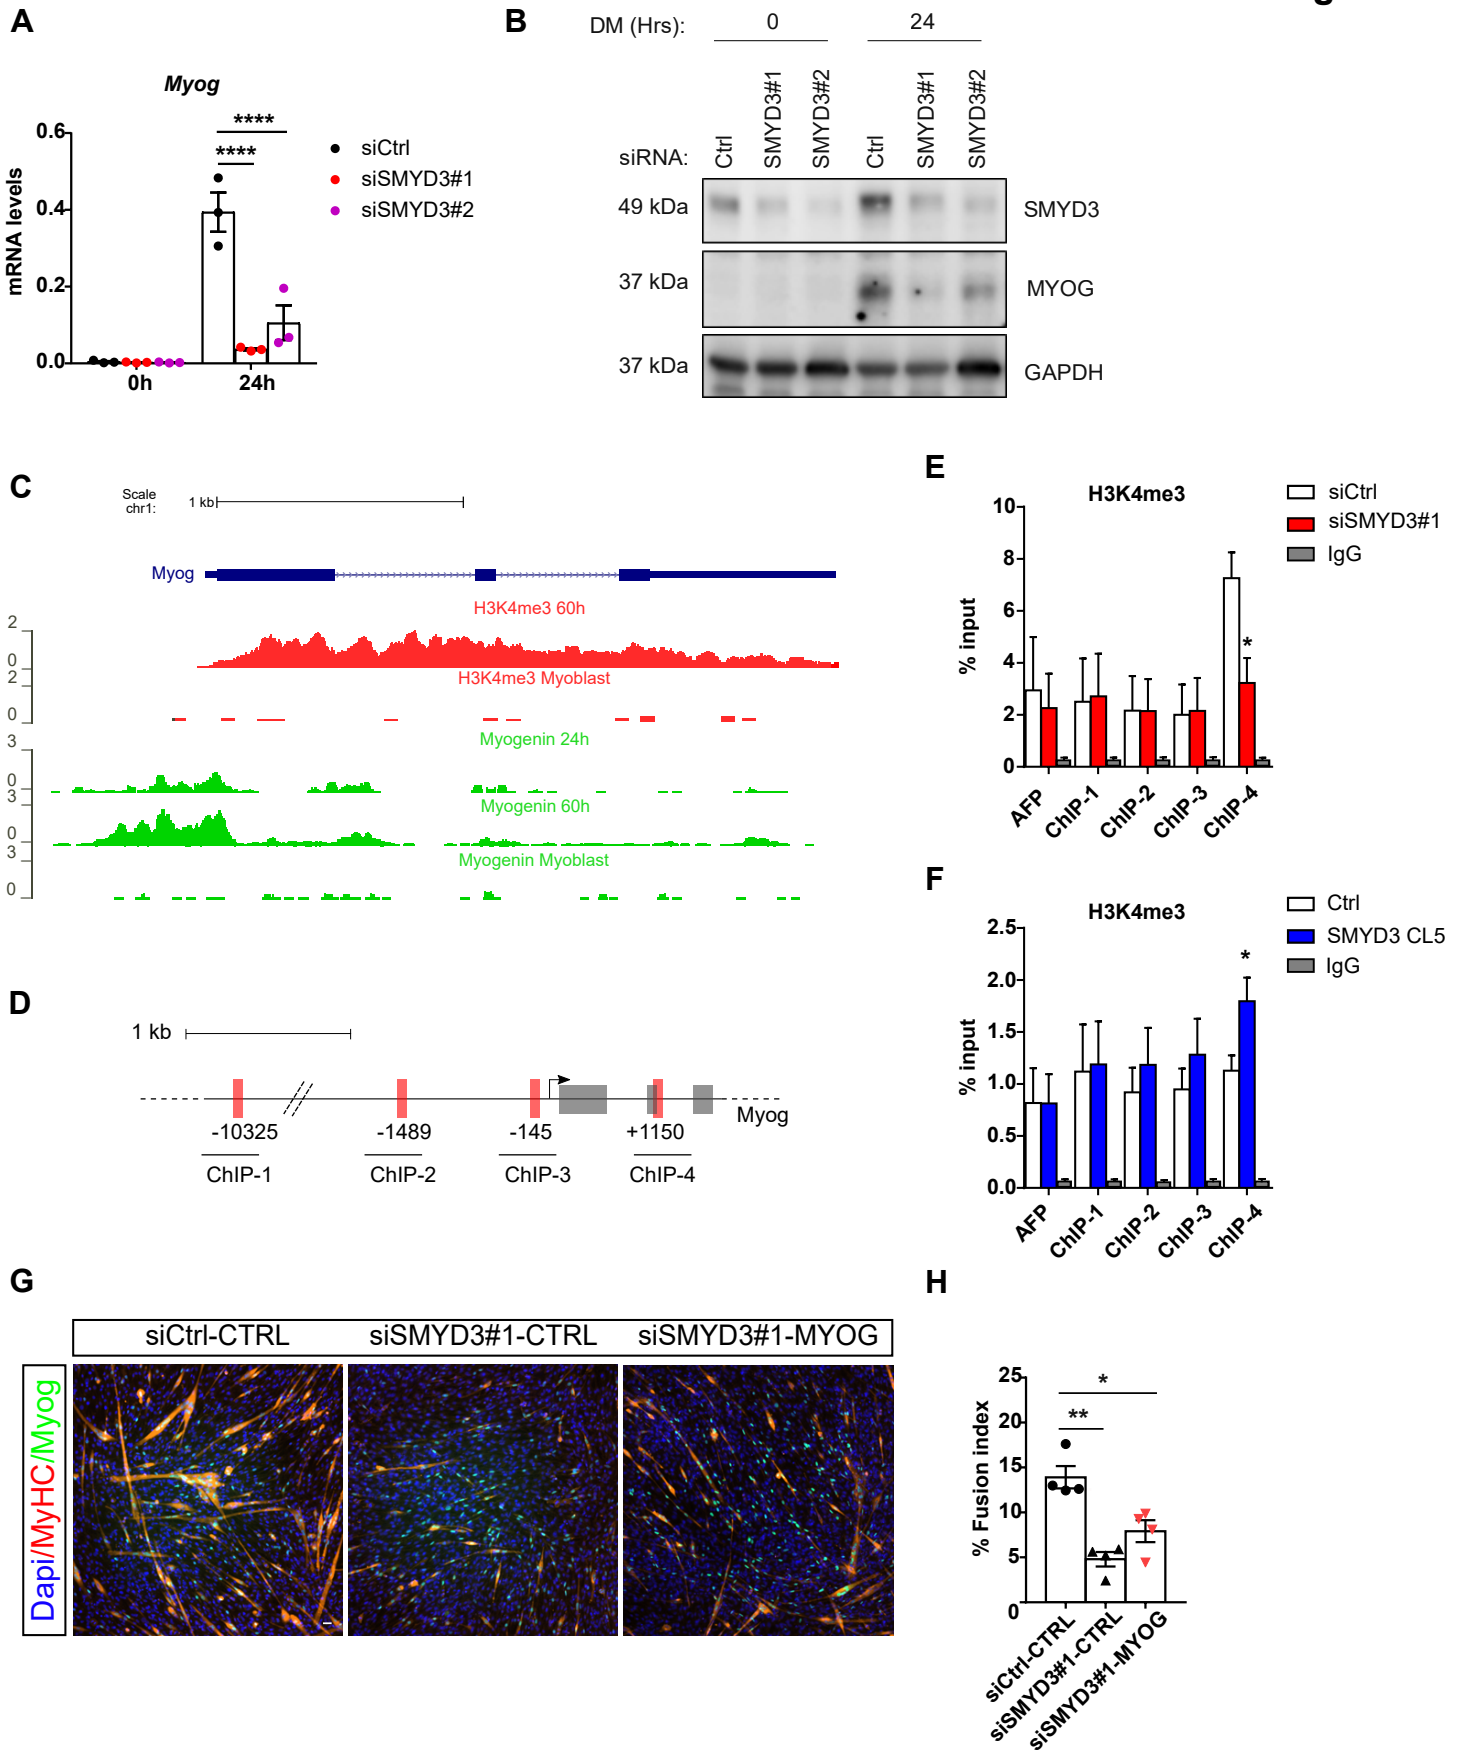 A
Myog
mRNA levels
0.6
0.4
0.2
0.0
****
****
0h
24h
siCtrl
siSMYD3#1
siSMYD3#2
B
DM (Hrs):
0
24
siRNA:
Ctrl
SMYD3#1
SMYD3#2
Ctrl
SMYD3#1
SMYD3#2
49 kDa
SMYD3
37 kDa
MYOG
37 kDa
GAPDH
C
Scale
chr1:
1 kb
Myog
H3K4me3 60h
2
0
H3K4me3 Myoblast
2
0
Myogenin 24h
3
0
Myogenin 60h
3
0
Myogenin Myoblast
3
0
D
1 kb
Myog
-10325
-1489
-145
+1150
ChIP-1
ChIP-2
ChIP-3
ChIP-4
E
H3K4me3
% input
10
8
6
4
2
0
*
AFP
ChIP-1
ChIP-2
ChIP-3
ChIP-4
siCtrl
siSMYD3#1
IgG
F
H3K4me3
% input
2.5
2.0
1.5
1.0
0.5
0.0
*
AFP
ChIP-1
ChIP-2
ChIP-3
ChIP-4
Ctrl
SMYD3 CL5
IgG
G
siCtrl-CTRL
siSMYD3#1-CTRL
siSMYD3#1-MYOG
Dapi/MyHC/Myog
H
% Fusion index
25
20
15
10
5
0
*
**
siCtrl-CTRL
siSMYD3#1-CTRL
siSMYD3#1-MYOG